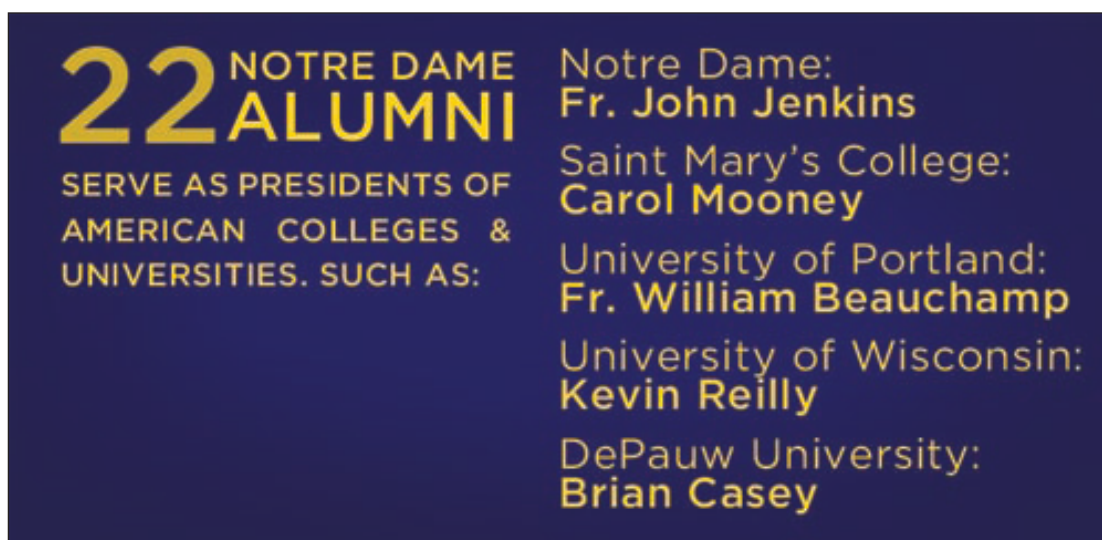 22 NOTRE DAME
ALUMNI
SERVE AS PRESIDENTS OF
AMERICAN COLLEGES &
UNIVERSITIES. SUCH AS:
Notre Dame:
Fr. John Jenkins
Saint Mary’s College:
Carol Mooney
University of Portland:
Fr. William Beauchamp
University of Wisconsin:
Kevin Reilly
DePauw University:
Brian Casey